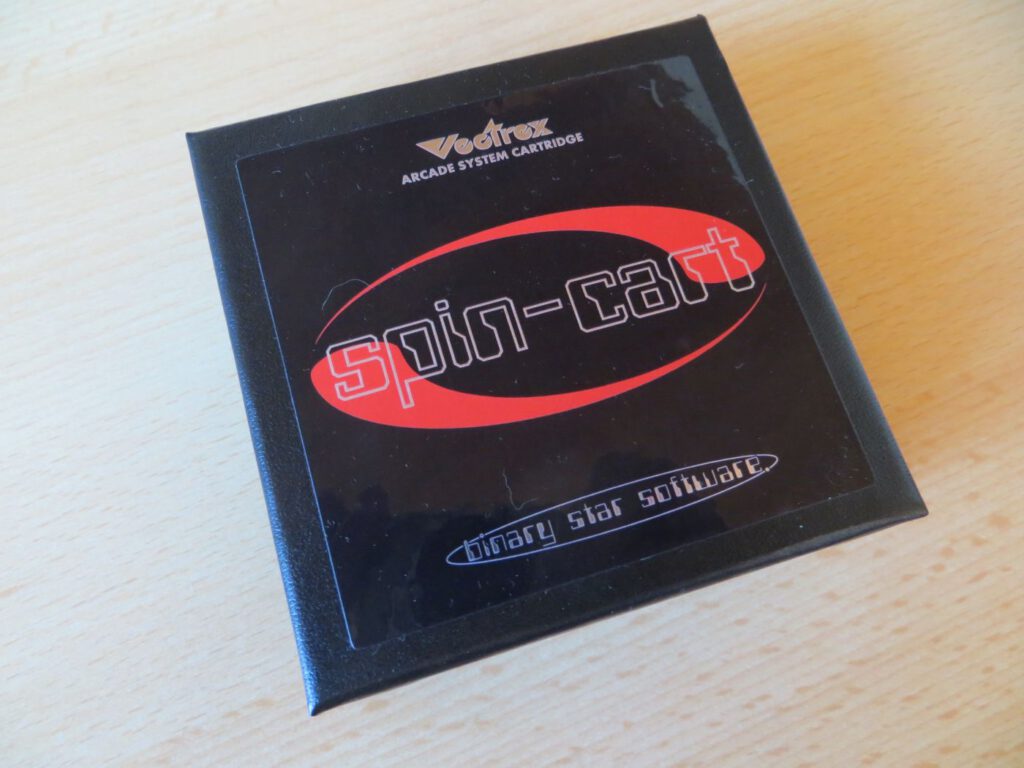 Vectrex
ARCADE SYSTEM CARTRIDGE
spin-cart
binary star software.